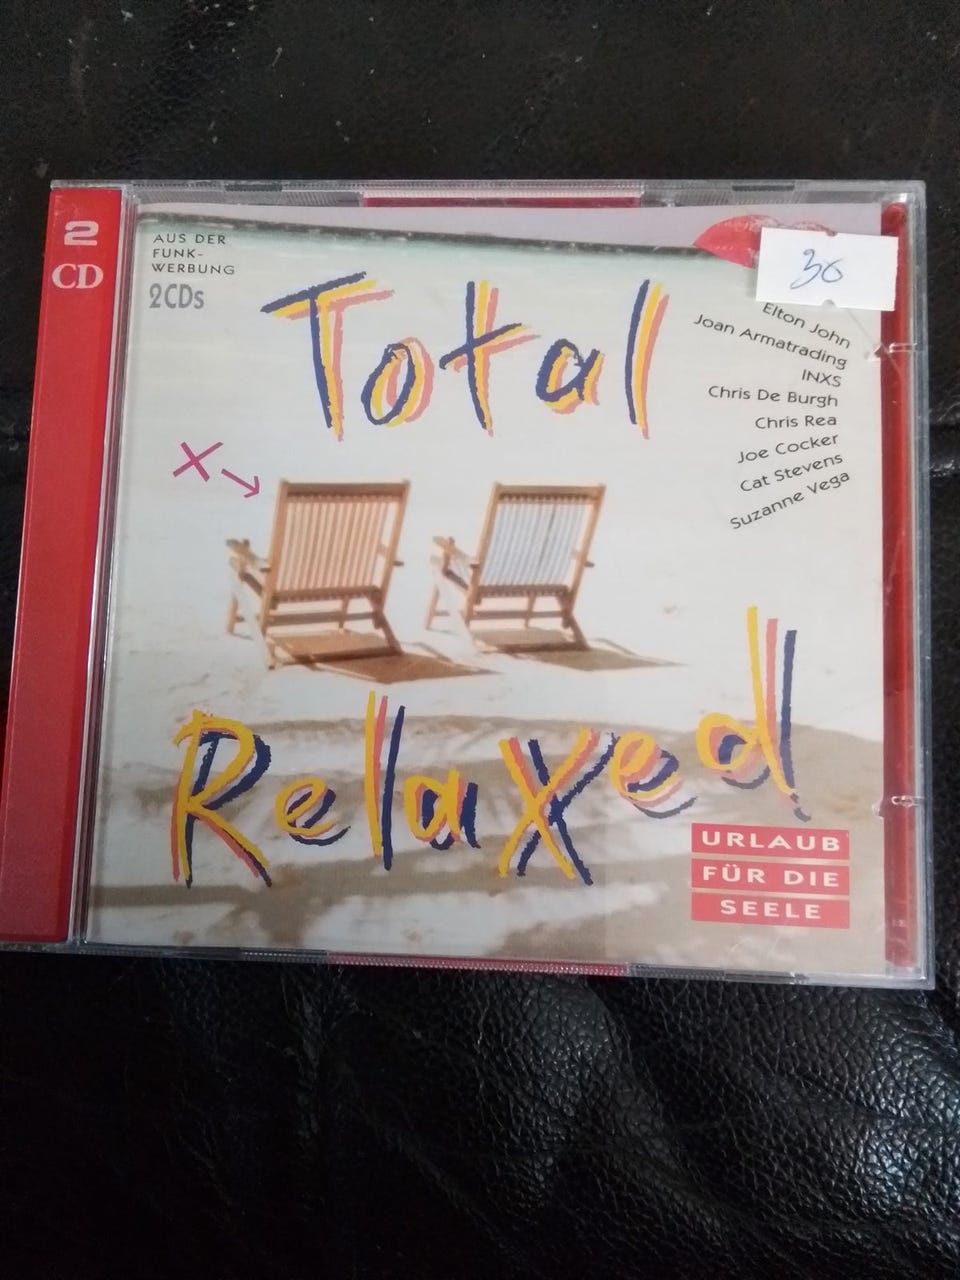 2
CD
AUS DER
FUNK-
WERBUNG
2CDs
Total
30
Elton John
Joan Armatrading
INXS
Chris De Burgh
Chris Rea
Joe Cocker
Cat Stevens
Suzanne Vega
X
Relaxed
URLAUB
FÜR DIE
SEELE